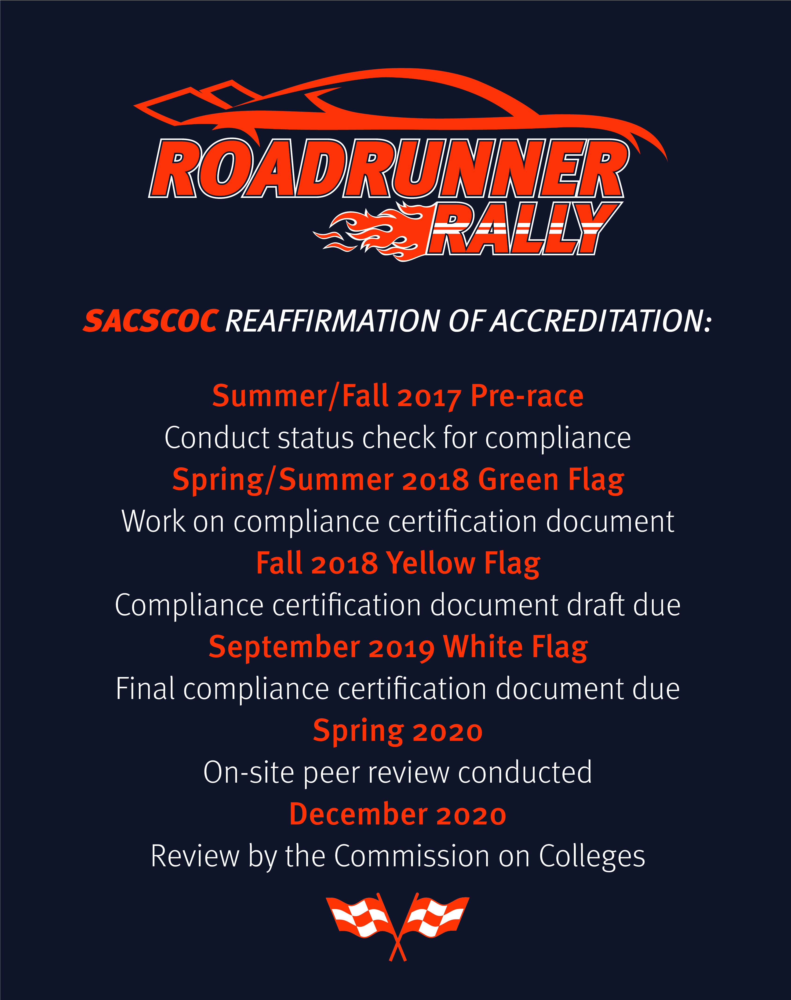 ROADRUNNER
RALLY
SACSCOC REAFFIRMATION OF ACCREDITATION:
Summer/Fall 2017 Pre-race
Conduct status check for compliance
Spring/Summer 2018 Green Flag
Work on compliance certification document
Fall 2018 Yellow Flag
Compliance certification document draft due
September 2019 White Flag
Final compliance certification document due
Spring 2020
On-site peer review conducted
December 2020
Review by the Commission on Colleges